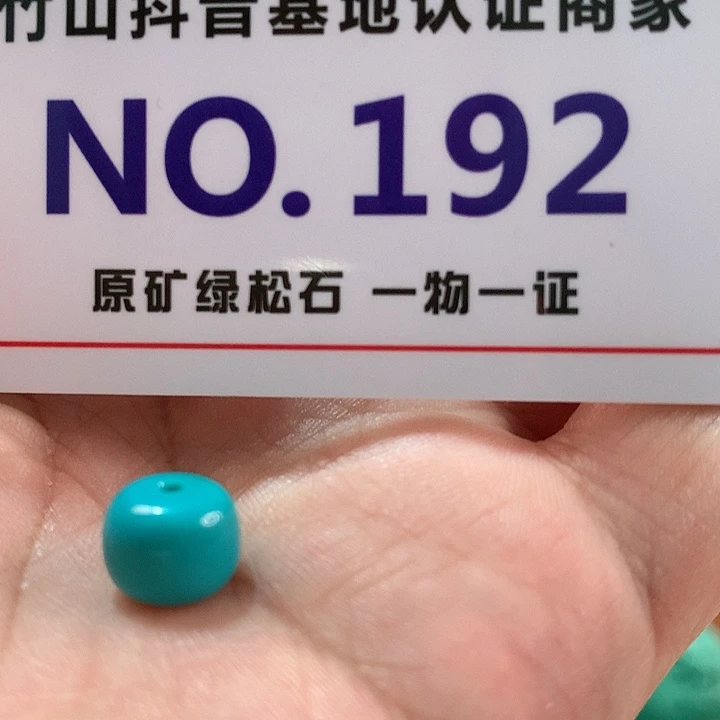 竹山抖音基地认证商家
NO.192
原矿绿松石 一物一证